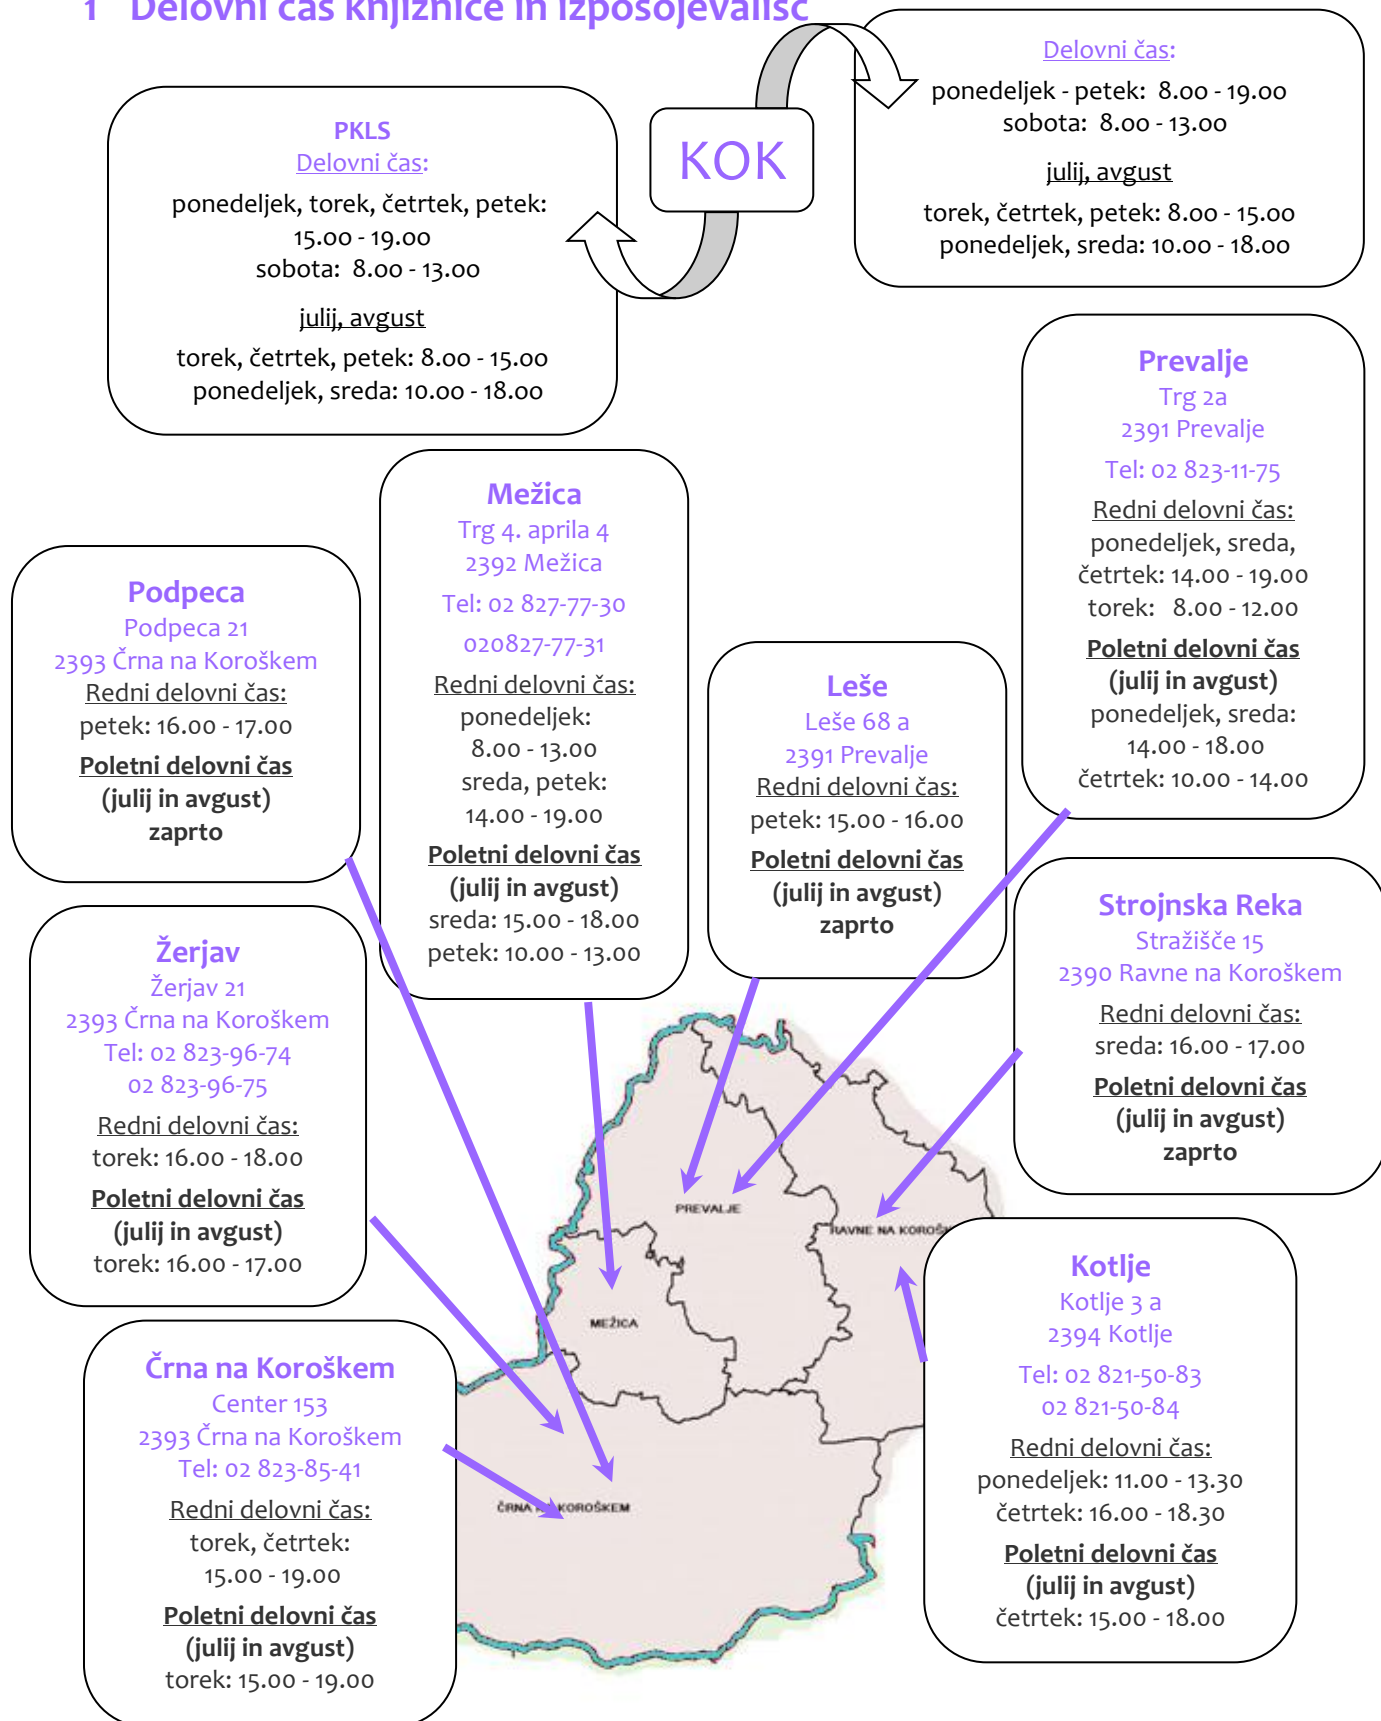 1 Delovni čas knjižnice in izposojevališč
Delovni čas:
ponedeljek - petek: 8.00 - 19.00
sobota: 8.00 - 13.00
julij, avgust
torek, četrtek, petek: 8.00 - 15.00
ponedeljek, sreda: 10.00 - 18.00
KOK
PKLS
Delovni čas:
ponedeljek, torek, četrtek, petek:
15.00 - 19.00
sobota: 8.00 - 13.00
julij, avgust
torek, četrtek, petek: 8.00 - 15.00
ponedeljek, sreda: 10.00 - 18.00
Prevalje
Trg 2a
2391 Prevalje
Tel: 02 823-11-75
Redni delovni čas:
ponedeljek, sreda,
četrtek: 14.00 - 19.00
torek: 8.00 - 12.00
Poletni delovni čas
(julij in avgust)
ponedeljek, sreda:
14.00 - 18.00
četrtek: 10.00 - 14.00
Mežica
Trg 4. aprila 4
2392 Mežica
Tel: 02 827-77-30
020827-77-31
Redni delovni čas:
ponedeljek:
8.00 - 13.00
sreda, petek:
14.00 - 19.00
Poletni delovni čas
(julij in avgust)
sreda: 15.00 - 18.00
petek: 10.00 - 13.00
Podpeca
Podpeca 21
2393 Črna na Koroškem
Redni delovni čas:
petek: 16.00 - 17.00
Poletni delovni čas
(julij in avgust)
zaprto
Leše
Leše 68 a
2391 Prevalje
Redni delovni čas:
petek: 15.00 - 16.00
Poletni delovni čas
(julij in avgust)
zaprto
Strojnska Reka
Stražišče 15
2390 Ravne na Koroškem
Redni delovni čas:
sreda: 16.00 - 17.00
Poletni delovni čas
(julij in avgust)
zaprto
Žerjav
Žerjav 21
2393 Črna na Koroškem
Tel: 02 823-96-74
02 823-96-75
Redni delovni čas:
torek: 16.00 - 18.00
Poletni delovni čas
(julij in avgust)
torek: 16.00 - 17.00
PREVALJE
RAVNE NA KOROŠK
MEŽICA
ČRNA NA KOROŠKEM
Kotlje
Kotlje 3 a
2394 Kotlje
Tel: 02 821-50-83
02 821-50-84
Redni delovni čas:
ponedeljek: 11.00 - 13.30
četrtek: 16.00 - 18.30
Poletni delovni čas
(julij in avgust)
četrtek: 15.00 - 18.00
Črna na Koroškem
Center 153
2393 Črna na Koroškem
Tel: 02 823-85-41
Redni delovni čas:
torek, četrtek:
15.00 - 19.00
Poletni delovni čas
(julij in avgust)
torek: 15.00 - 19.00